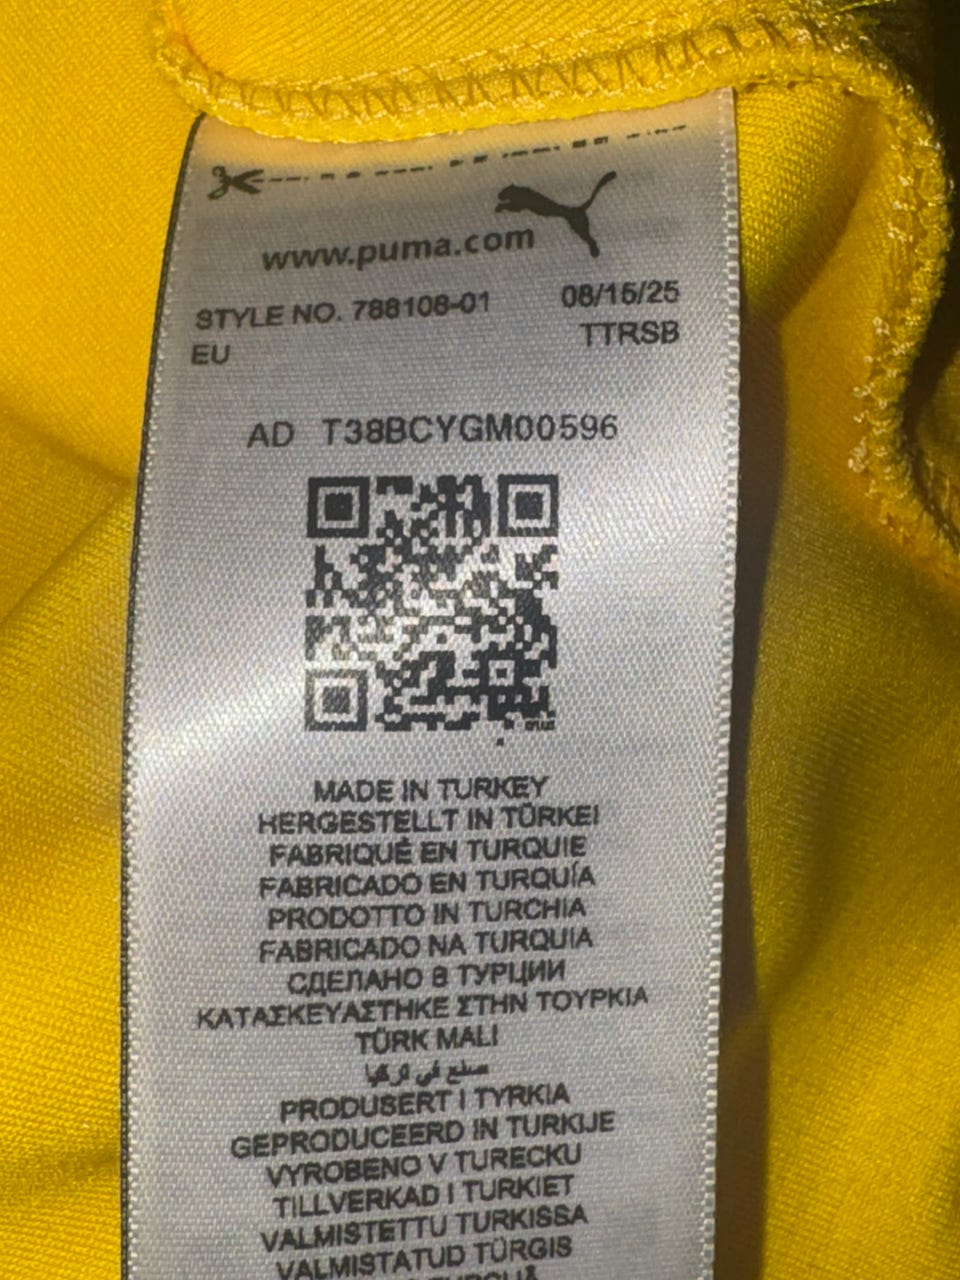 www.puma.com
STYLE NO. 788108-01 08/15/25
EU TTRSB
AD T38BCYGM00596
MADE IN TURKEY
HERGESTELLT IN TÜRKEI
FABRIQUÉ EN TURQUIE
FABRICADO EN TURQUÍA
PRODOTTO IN TURCHIA
FABRICADO NA TURQUIA
СДЕЛАНО В ТУРЦИИ
ΚΑΤΑΣΚΕΥΑΣΤΗΚΕ ΣΤΗΝ ΤΟΥΡΚΙΑ
TÜRK MALI
صنع في تركيا
PRODUSERT I TYRKIA
GEPRODUCEERD IN TURKIJE
VYROBENO V TURECKU
TILLVERKAD I TURKIET
VALMISTETTU TURKISSA
VALMISTATUD TÜRGIS